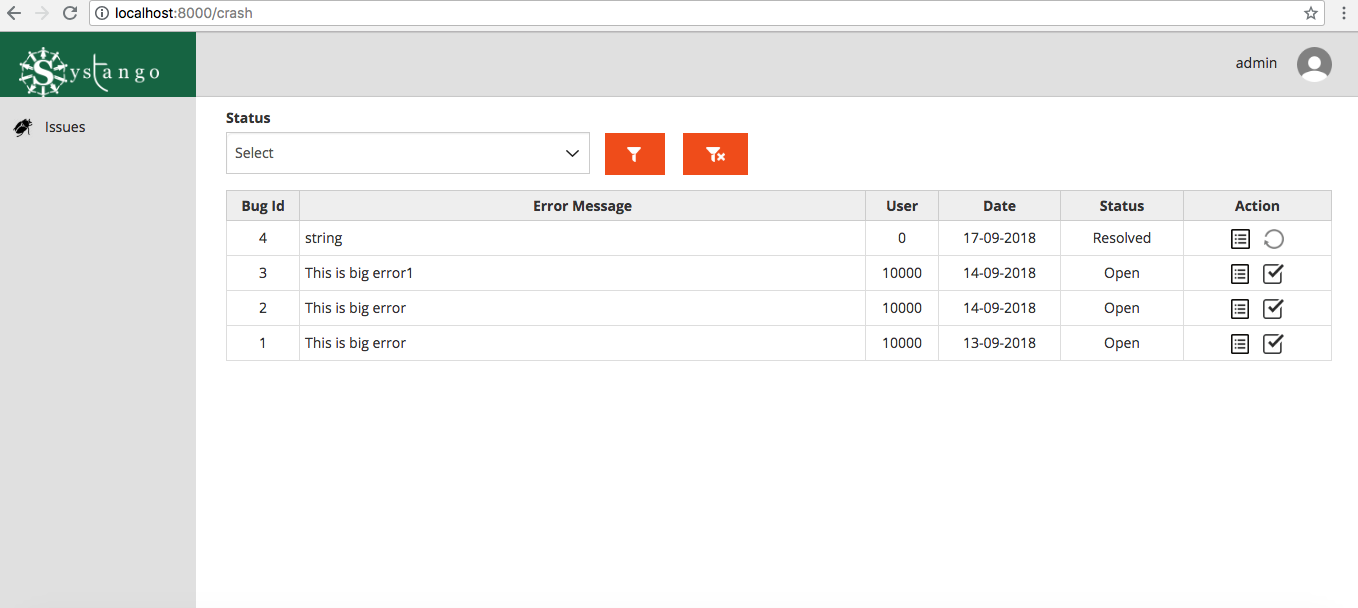 localhost:8000/crash
Systango
admin
Issues
Status
Select
Bug Id Error Message User Date Status Action
4 string 0 17-09-2018 Resolved
3 This is big error1 10000 14-09-2018 Open
2 This is big error 10000 14-09-2018 Open
1 This is big error 10000 13-09-2018 Open